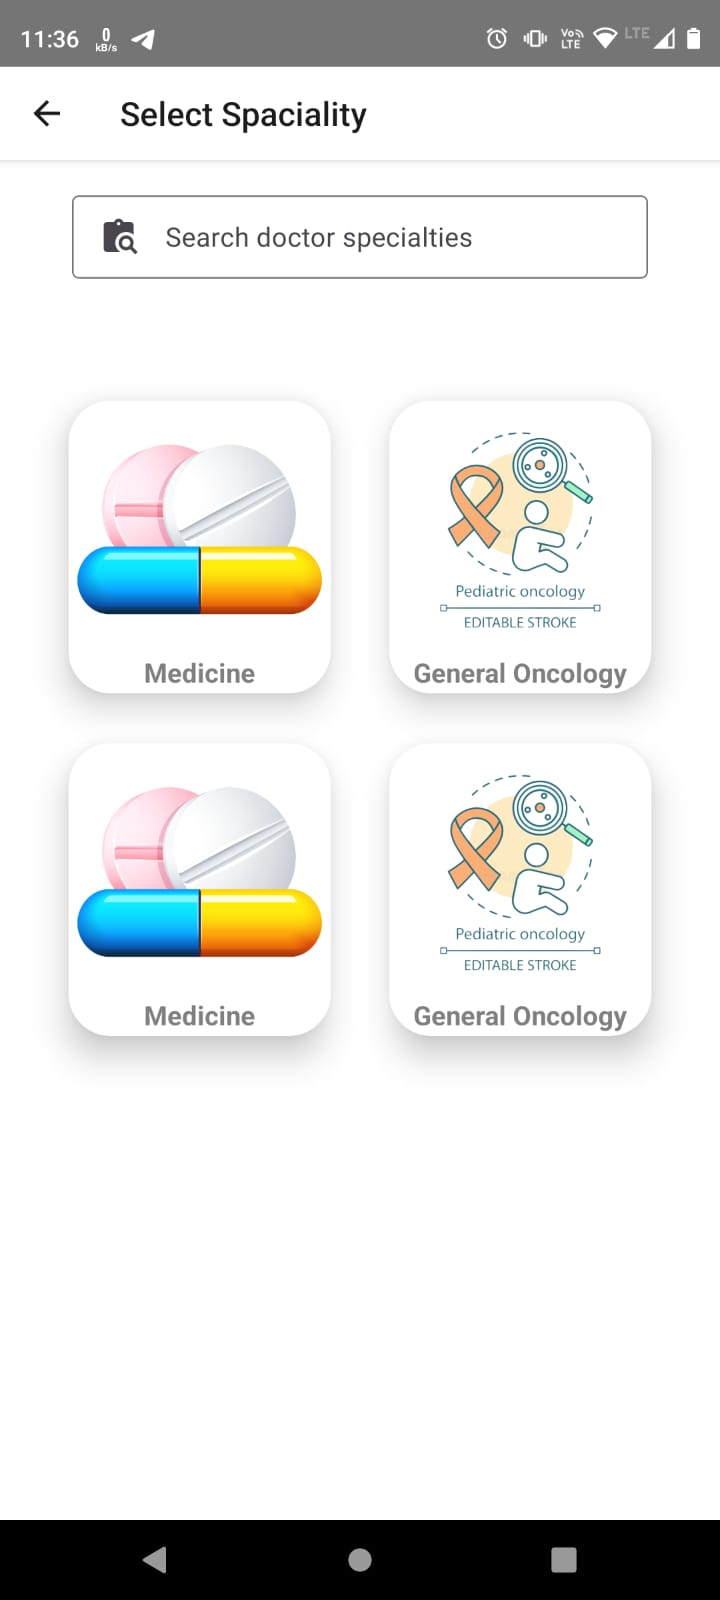 11:36
0
kB/s
Vo
LTE
LTE
Select Spaciality
Search doctor specialties
Pediatric oncology
EDITABLE STROKE
Medicine
General Oncology
Pediatric oncology
EDITABLE STROKE
Medicine
General Oncology